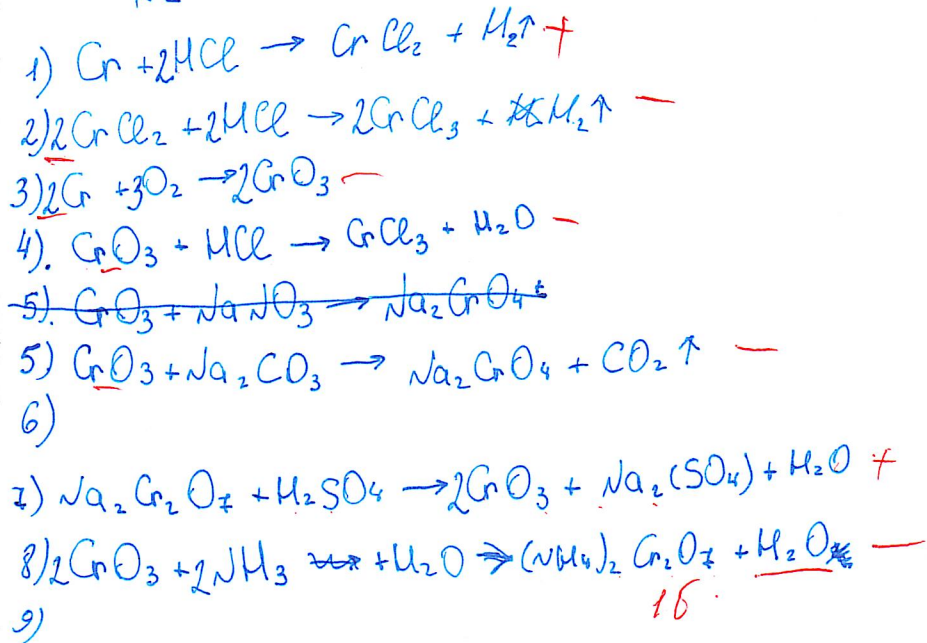 1) Cr + 2HCl → CrCl₂ + H₂↑ +
2) 2CrCl₂ + 2HCl → 2CrCl₃ + H₂↑ −
3) 2Cr + 3O₂ → 2CrO₃ −
4). CrO₃ + HCl → CrCl₃ + H₂O −
5). CrO₃ + NaNO₃ → Na₂CrO₄ +
5) CrO₃ + Na₂CO₃ → Na₂CrO₄ + CO₂↑ −
6)
7) Na₂Cr₂O₇ + H₂SO₄ → 2CrO₃ + Na₂(SO₄) + H₂O +
8) 2CrO₃ + 2NH₃ + H₂O → (NH₄)₂Cr₂O₇ + H₂O −
1б.
9)